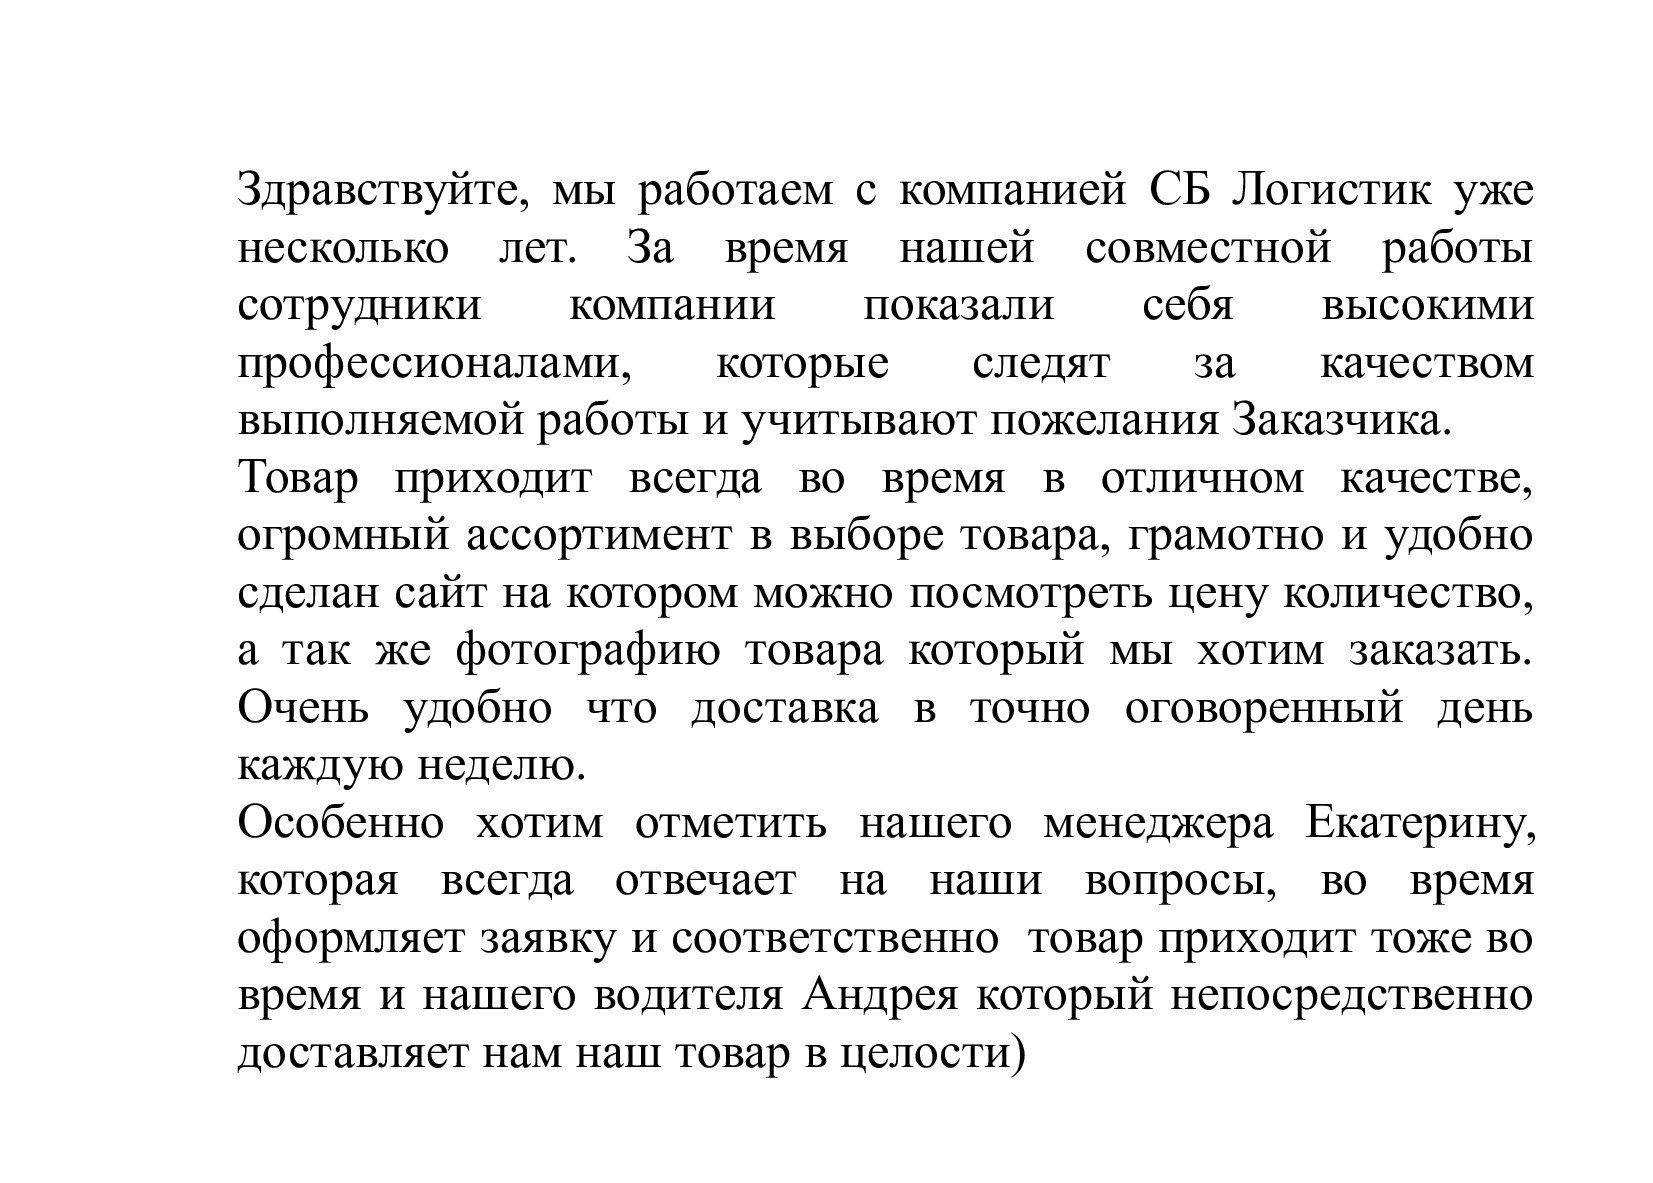 Здравствуйте, мы работаем с компанией СБ Логистик уже
несколько лет. За время нашей совместной работы
сотрудники компании показали себя высокими
профессионалами, которые следят за качеством
выполняемой работы и учитывают пожелания Заказчика.
Товар приходит всегда во время в отличном качестве,
огромный ассортимент в выборе товара, грамотно и удобно
сделан сайт на котором можно посмотреть цену количество,
а так же фотографию товара который мы хотим заказать.
Очень удобно что доставка в точно оговоренный день
каждую неделю.
Особенно хотим отметить нашего менеджера Екатерину,
которая всегда отвечает на наши вопросы, во время
оформляет заявку и соответственно  товар приходит тоже во
время и нашего водителя Андрея который непосредственно
доставляет нам наш товар в целости)